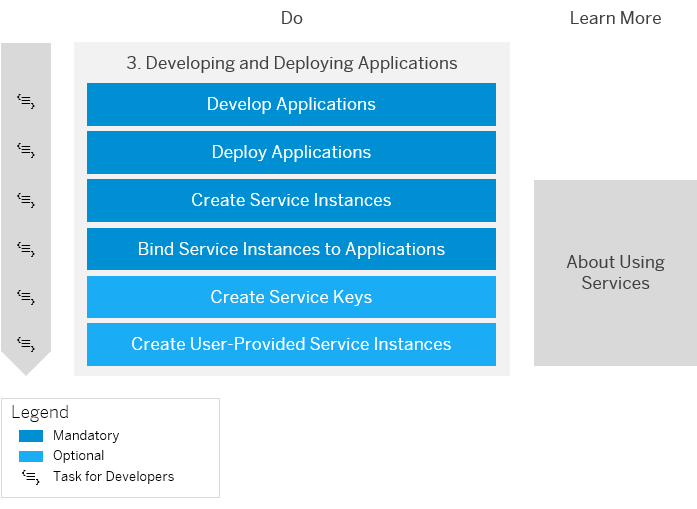 Do
Learn More
3. Developing and Deploying Applications
Develop Applications
Deploy Applications
Create Service Instances
Bind Service Instances to Applications
Create Service Keys
Create User-Provided Service Instances
About Using
Services
Legend
Mandatory
Optional
Task for Developers